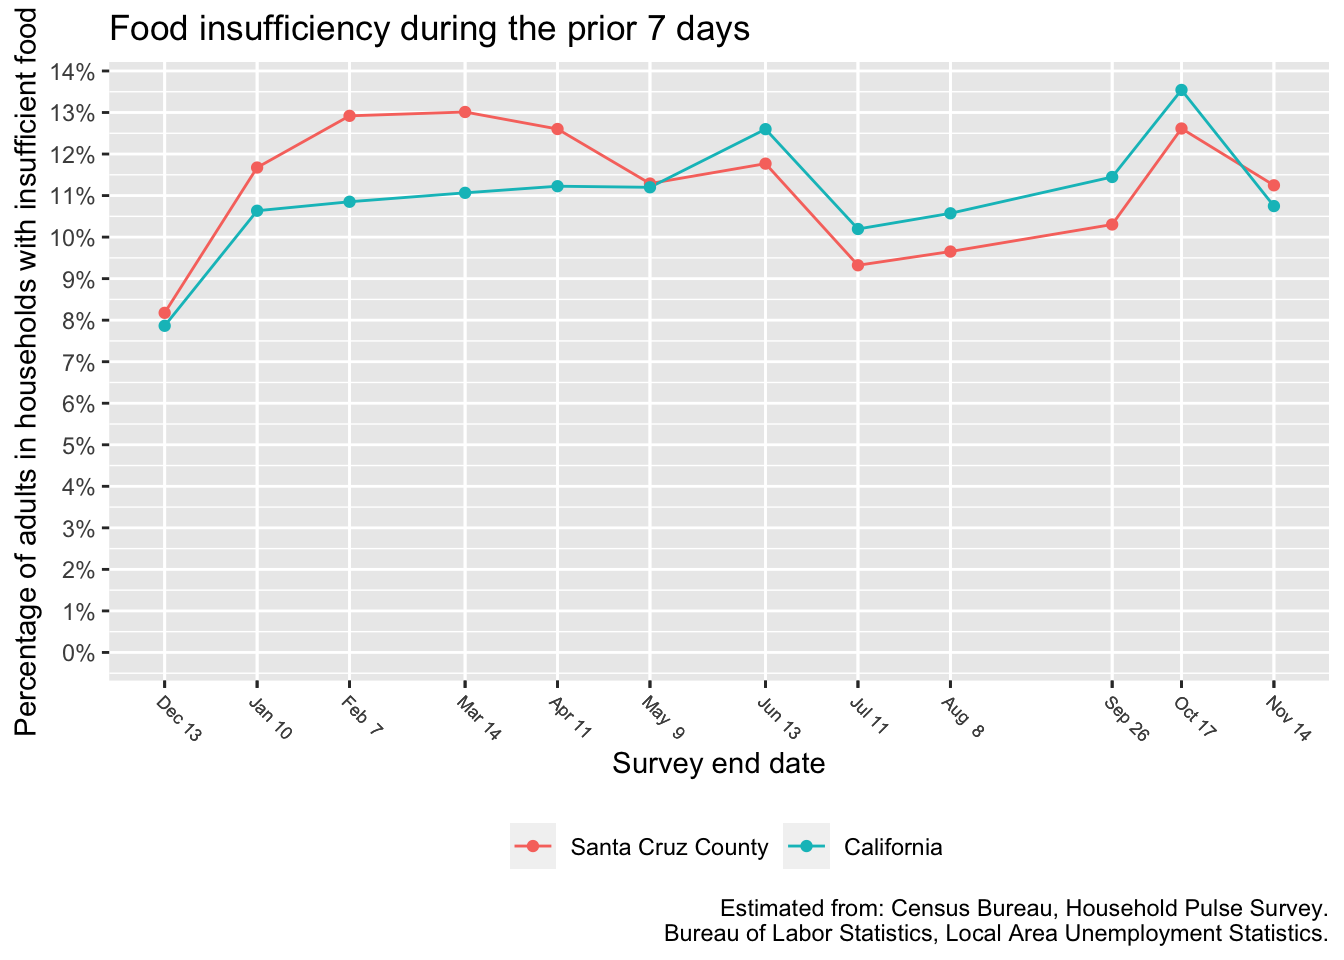 Food insufficiency during the prior 7 days
Percentage of adults in households with insufficient food
14%
13%
12%
11%
10%
9%
8%
7%
6%
5%
4%
3%
2%
1%
0%
Dec 13
Jan 10
Feb 7
Mar 14
Apr 11
May 9
Jun 13
Jul 11
Aug 8
Sep 26
Oct 17
Nov 14
Survey end date
Santa Cruz County
California
Estimated from: Census Bureau, Household Pulse Survey.
Bureau of Labor Statistics, Local Area Unemployment Statistics.